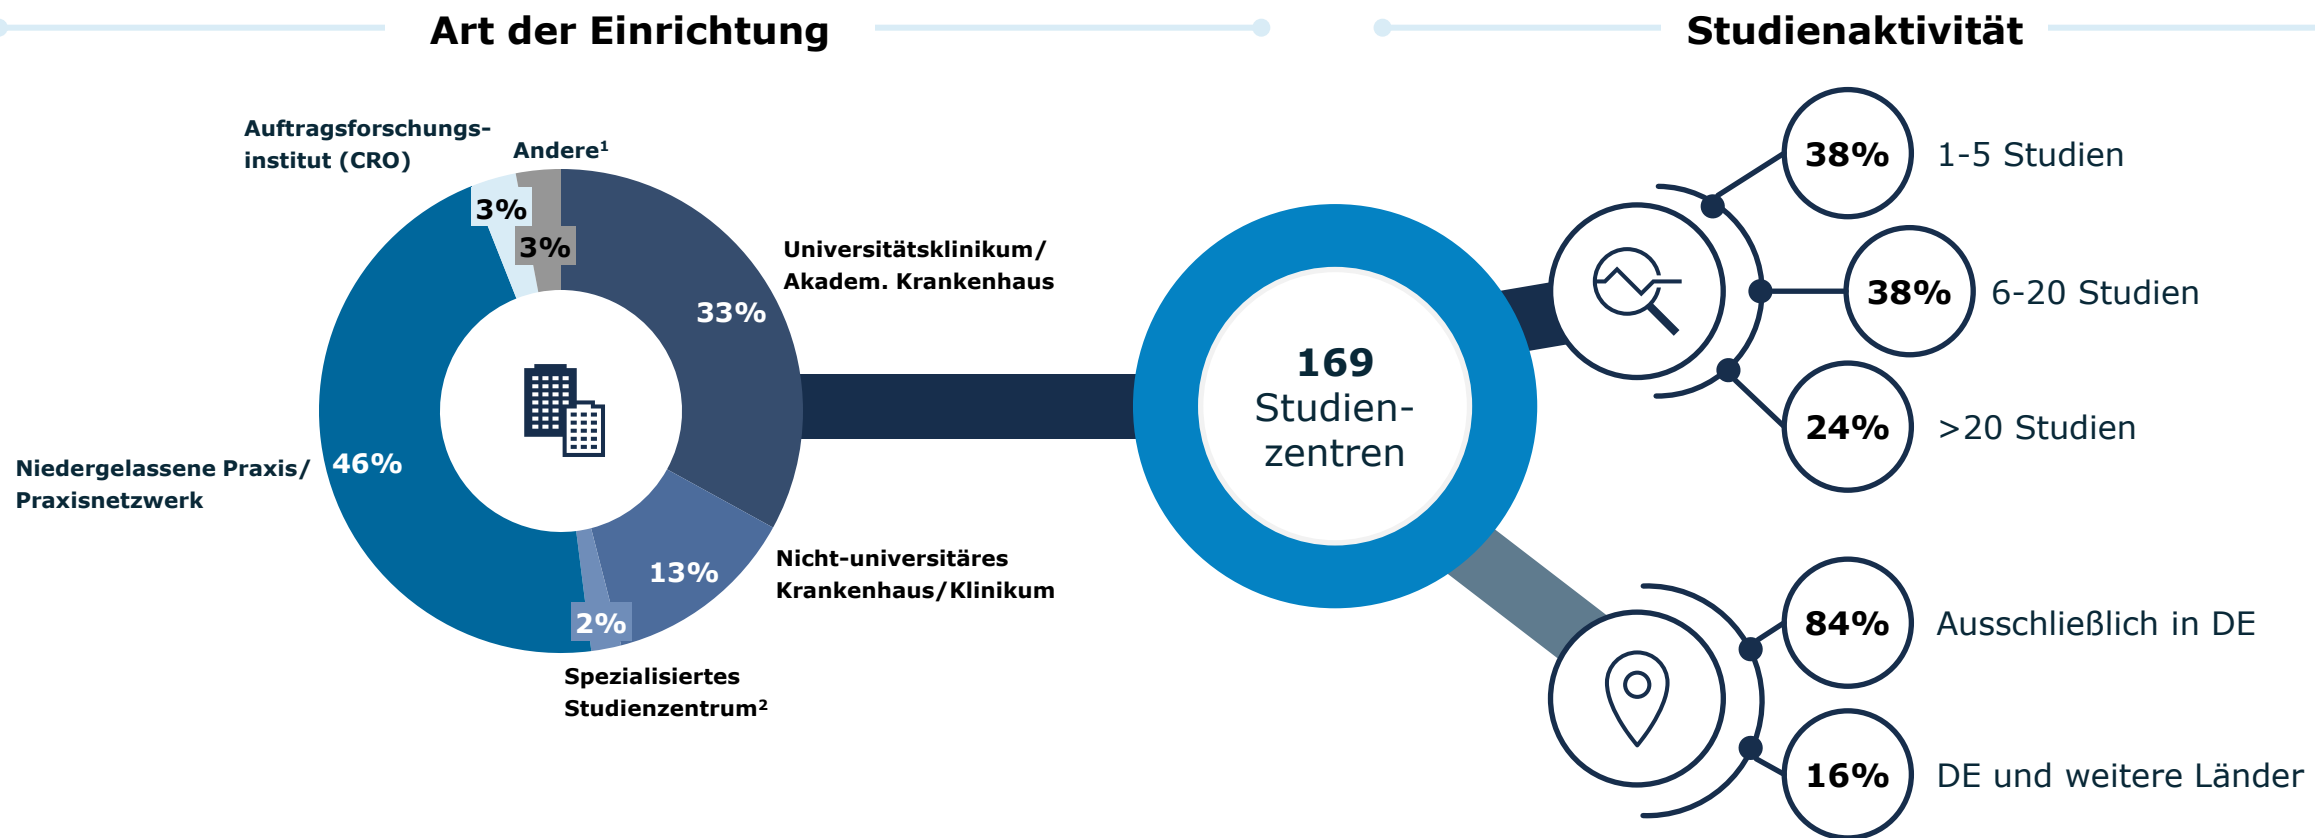 Art der Einrichtung
Studienaktivität
Auftragsforschungs-
institut (CRO)
Andere¹
3%
3%
Universitätsklinikum/
Akadem. Krankenhaus
33%
Niedergelassene Praxis/
Praxisnetzwerk
46%
Nicht-universitäres
Krankenhaus/Klinikum
13%
2%
Spezialisiertes
Studienzentrum²
169
Studien-
zentren
38% 1-5 Studien
38% 6-20 Studien
24% >20 Studien
84% Ausschließlich in DE
16% DE und weitere Länder